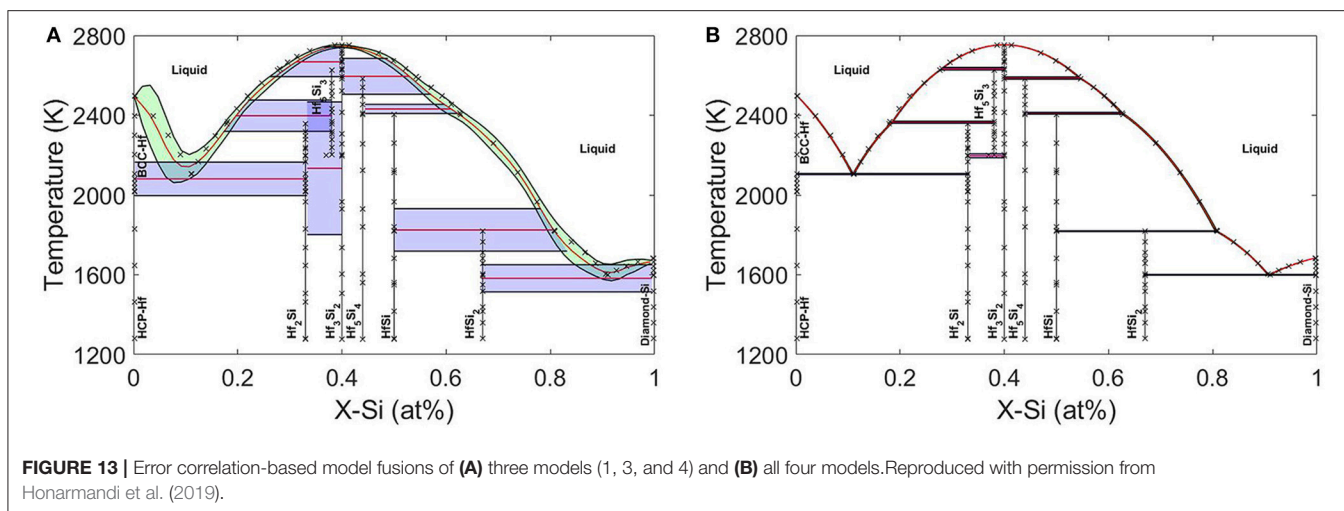 A
Temperature (K)
2800
2400
2000
1600
1200
Liquid
Liquid
BCC-Hf
HCP-Hf
Hf2Si
Hf5Si3
Hf3Si2
Hf5Si4
HfSi
HfSi2
Diamond-Si
0 0.2 0.4 0.6 0.8 1
X-Si (at%)
B
Temperature (K)
2800
2400
2000
1600
1200
Liquid
Liquid
BCC-Hf
HCP-Hf
Hf2Si
Hf5Si3
Hf3Si2
Hf5Si4
HfSi
HfSi2
Diamond-Si
0 0.2 0.4 0.6 0.8 1
X-Si (at%)
FIGURE 13 | Error correlation-based model fusions of (A) three models (1, 3, and 4) and (B) all four models.Reproduced with permission from
Honarmandi et al. (2019).